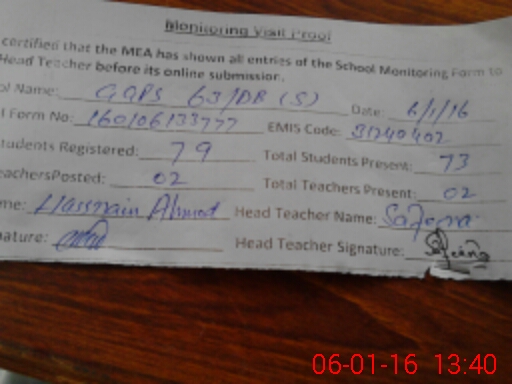 Monitoring Visit Proof
certified that the MEA has shown all entries of the School Monitoring Form to
Head Teacher before its online submission.
ol Name: GGPS 63/DB (S) Date: 6/1/16
l Form No: 160106133777 EMIS Code: 31240402
tudents Registered: 79 Total Students Present: 73
eachersPosted: 02 Total Teachers Present: 02
me: Hassnain Ahmad Head Teacher Name: Safeena
nature: Head Teacher Signature: Safeena
06-01-16 13:40